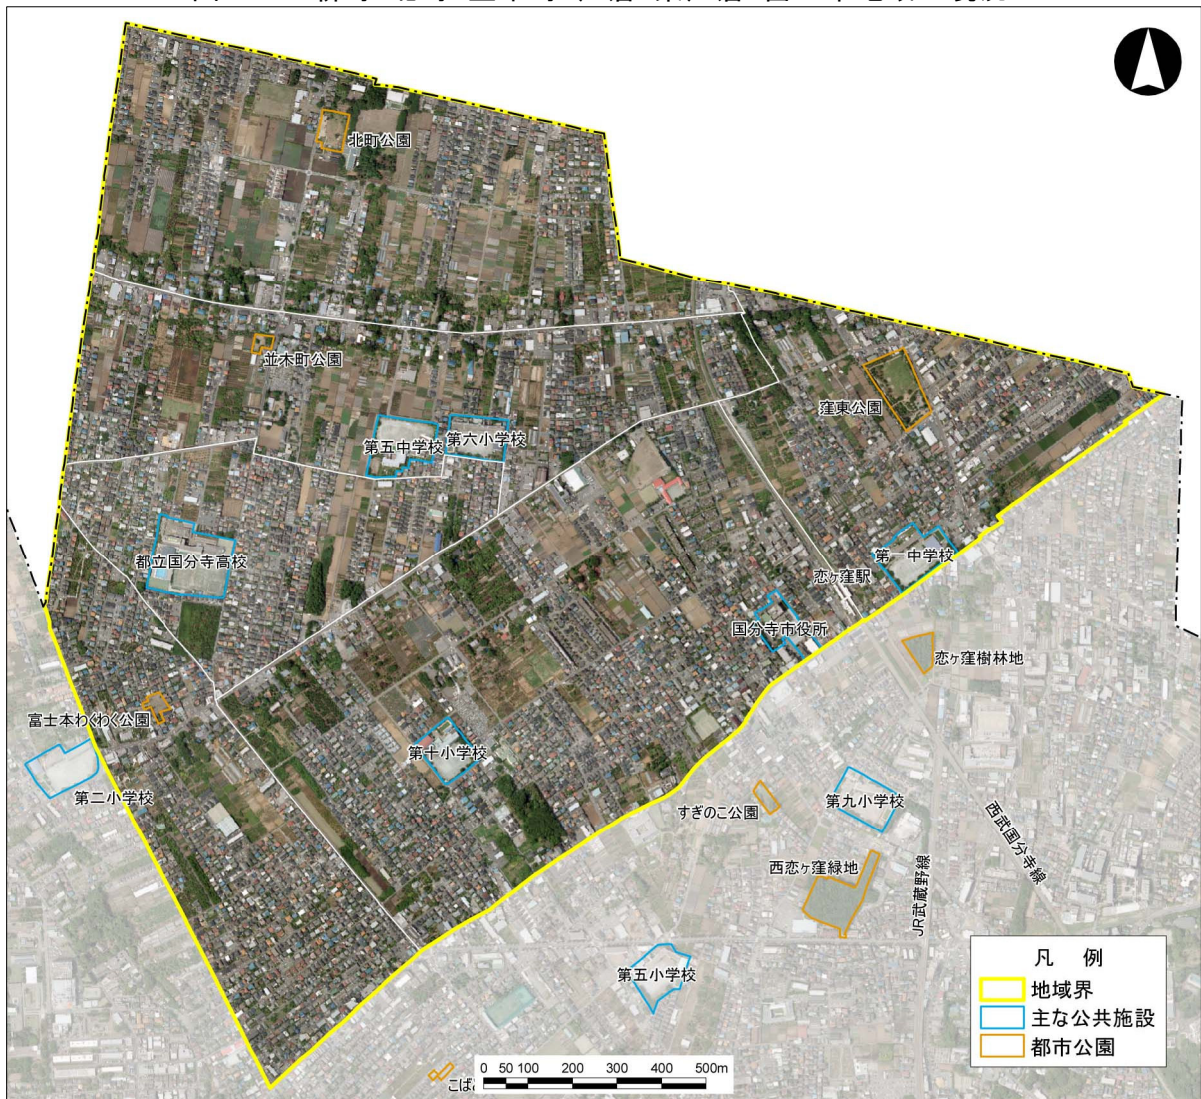 北町公園
並木町公園
窪東公園
第五中学校
第六小学校
都立国分寺高校
第一中学校
恋ヶ窪駅
国分寺市役所
恋ヶ窪樹林地
富士本わくわく公園
第十小学校
第二小学校
すぎのこ公園
第九小学校
西武国分寺線
西恋ヶ窪緑地
JR武蔵野線
第五小学校
凡 例
地域界
主な公共施設
都市公園
こば
0 50 100 200 300 400 500m